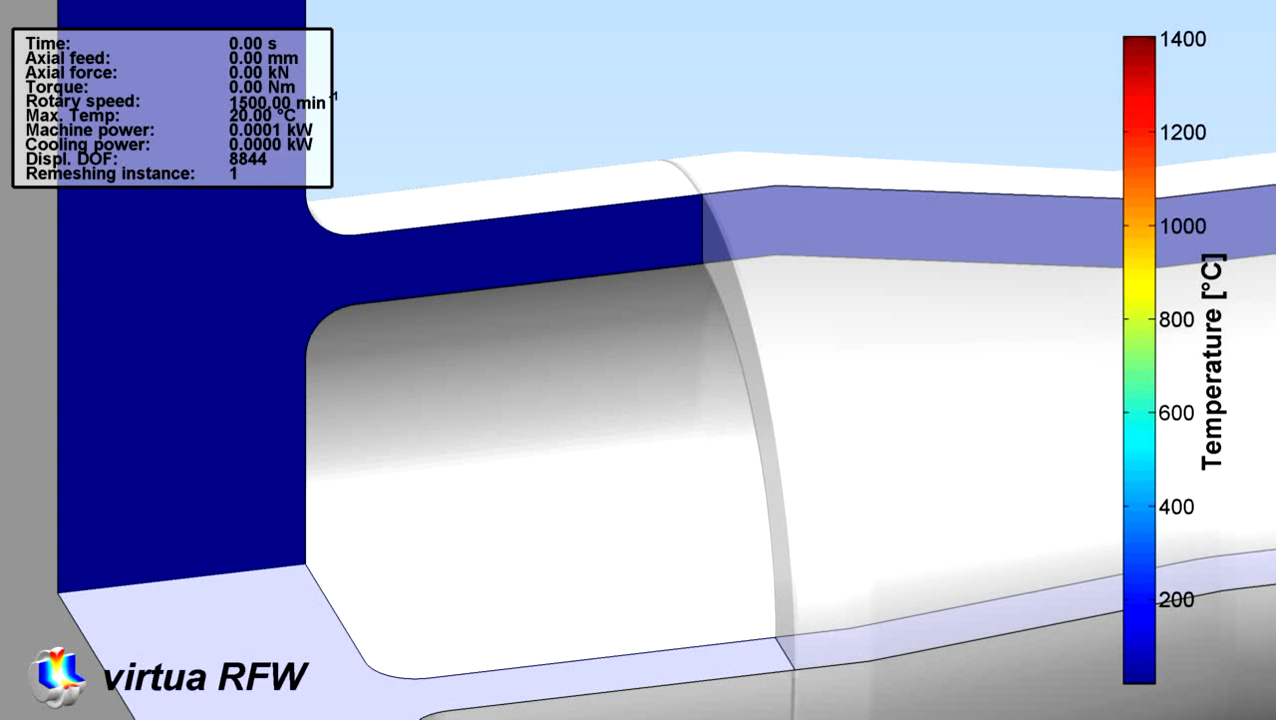 Time: 0.00 s
Axial feed: 0.00 mm
Axial force: 0.00 kN
Torque: 0.00 Nm
Rotary speed: 1500.00 min⁻¹
Max. Temp: 20.00 °C
Machine power: 0.0001 kW
Cooling power: 0.0000 kW
Displ. DOF: 8844
Remeshing instance: 1
1400
1200
1000
800
600
400
200
Temperature [°C]
virtua RFW